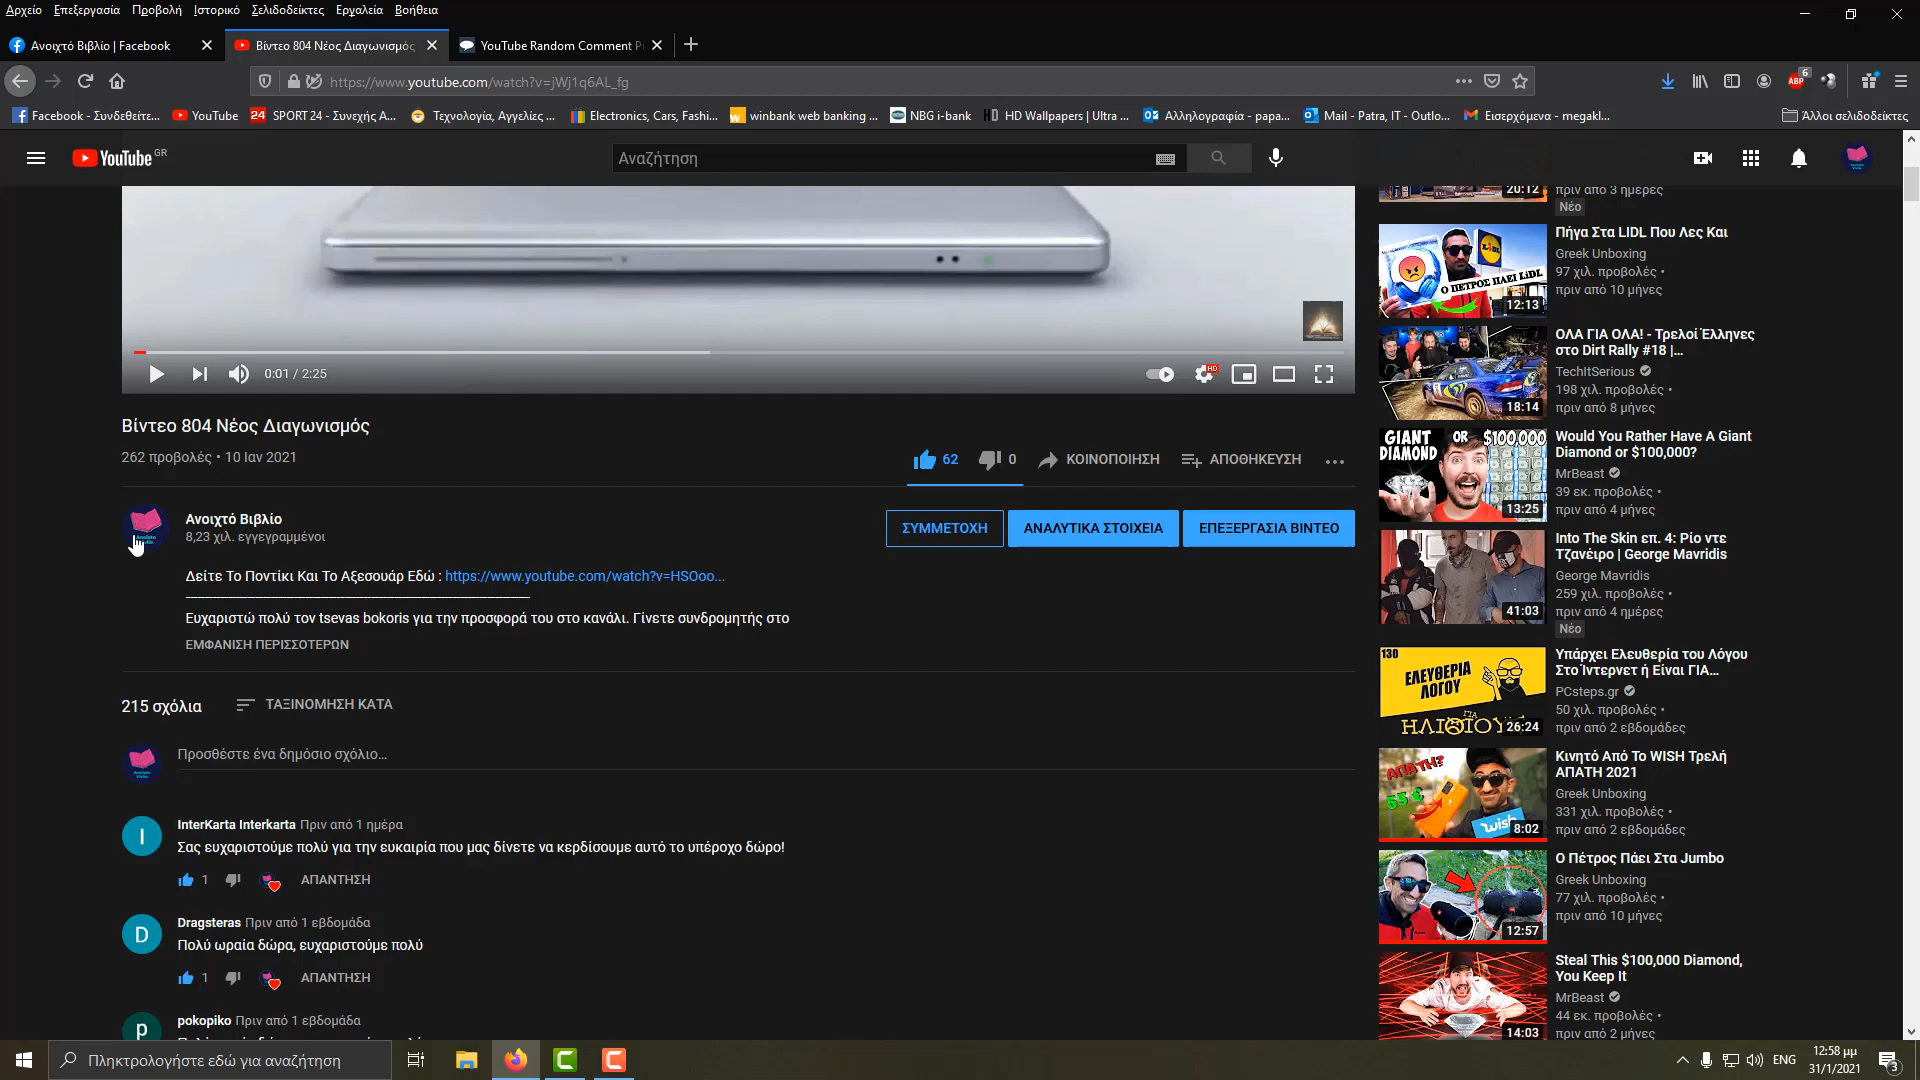 Αρχείο Επεξεργασία Προβολή Ιστορικό Σελιδοδείκτες Εργαλεία Βοήθεια
Ανοιχτό Βιβλίο | Facebook
Βίντεο 804 Νέος Διαγωνισμός
YouTube Random Comment P
https://www.youtube.com/watch?v=jWj1q6AL_fg
ABP 6
Facebook - Συνδεθείτε...
YouTube
24 SPORT 24 - Συνεχής Α...
Τεχνολογία, Αγγελίες ...
Electronics, Cars, Fashi...
winbank web banking ...
NBG i-bank
HD Wallpapers | Ultra ...
Αλληλογραφία - papa...
Mail - Patra, IT - Outlo...
Εισερχόμενα - megakl...
Άλλοι σελιδοδείκτες
YouTube GR
Αναζήτηση
0:01 / 2:25
HD
Βίντεο 804 Νέος Διαγωνισμός
262 προβολές • 10 Ιαν 2021
62
0
ΚΟΙΝΟΠΟΙΗΣΗ
ΑΠΟΘΗΚΕΥΣΗ
Ανοιχτό Βιβλίο
8,23 χιλ. εγγεγραμμένοι
ΣΥΜΜΕΤΟΧΗ
ΑΝΑΛΥΤΙΚΑ ΣΤΟΙΧΕΙΑ
ΕΠΕΞΕΡΓΑΣΙΑ ΒΙΝΤΕΟ
Δείτε Το Ποντίκι Και Το Αξεσουάρ Εδώ : https://www.youtube.com/watch?v=HSOoo...
Ευχαριστώ πολύ τον tsevas bokoris για την προσφορά του στο κανάλι. Γίνετε συνδρομητής στο
ΕΜΦΑΝΙΣΗ ΠΕΡΙΣΣΟΤΕΡΩΝ
215 σχόλια
ΤΑΞΙΝΟΜΗΣΗ ΚΑΤΑ
Προσθέστε ένα δημόσιο σχόλιο...
I
InterKarta Interkarta Πριν από 1 ημέρα
Σας ευχαριστούμε πολύ για την ευκαιρία που μας δίνετε να κερδίσουμε αυτό το υπέροχο δώρο!
1
ΑΠΑΝΤΗΣΗ
D
Dragsteras Πριν από 1 εβδομάδα
Πολύ ωραία δώρα, ευχαριστούμε πολύ
1
ΑΠΑΝΤΗΣΗ
p
pokopiko Πριν από 1 εβδομάδα
20:12
πριν από 3 ημέρες
Νέο
Ο ΠΕΤΡΟΣ ΠΑΕΙ LiDL
12:13
Πήγα Στα LIDL Που Λες Και
Greek Unboxing
97 χιλ. προβολές •
πριν από 10 μήνες
18:14
ΟΛΑ ΓΙΑ ΟΛΑ! - Τρελοί Έλληνες
στο Dirt Rally #18 |...
TechItSerious
198 χιλ. προβολές •
πριν από 8 μήνες
GIANT DIAMOND OR $100,000
13:25
Would You Rather Have A Giant
Diamond or $100,000?
MrBeast
39 εκ. προβολές •
πριν από 4 μήνες
41:03
Into The Skin επ. 4: Ρίο ντε
Τζανέιρο | George Mavridis
George Mavridis
259 χιλ. προβολές •
πριν από 4 ημέρες
Νέο
130
ΕΛΕΥΘΕΡΙΑ
ΛΟΓΟΥ
ΓΙΑ
26:24
Υπάρχει Ελευθερία του Λόγου
Στο Ίντερνετ ή Είναι ΓΙΑ...
PCsteps.gr
50 χιλ. προβολές •
πριν από 2 εβδομάδες
ΑΠΑΤΗ?
55 €
wish
8:02
Κινητό Από Το WISH Τρελή
ΑΠΑΤΗ 2021
Greek Unboxing
331 χιλ. προβολές •
πριν από 2 εβδομάδες
12:57
Ο Πέτρος Πάει Στα Jumbo
Greek Unboxing
77 χιλ. προβολές •
πριν από 10 μήνες
14:03
Steal This $100,000 Diamond,
You Keep It
MrBeast
44 εκ. προβολές •
πριν από 2 μήνες
Πληκτρολογήστε εδώ για αναζήτηση
ENG
12:58 μμ
31/1/2021
3